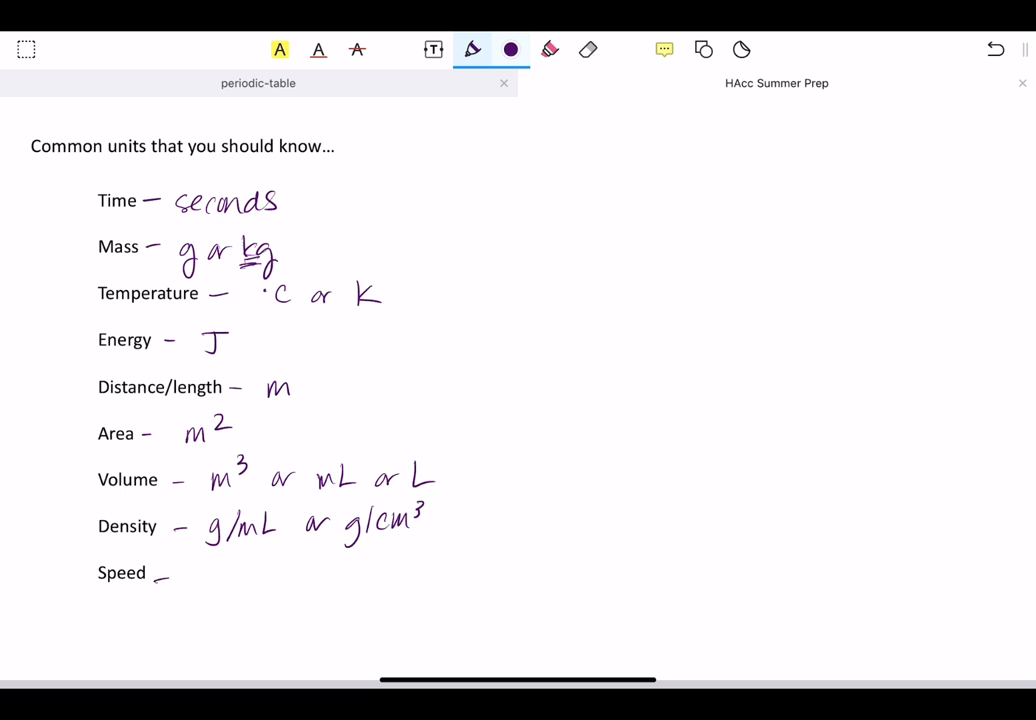 A A A T
periodic-table × HAcc Summer Prep ×
Common units that you should know...
Time – seconds
Mass – g or kg
Temperature – °C or K
Energy – J
Distance/length – m
Area – m²
Volume – m³ or mL or L
Density – g/mL or g/cm³
Speed –